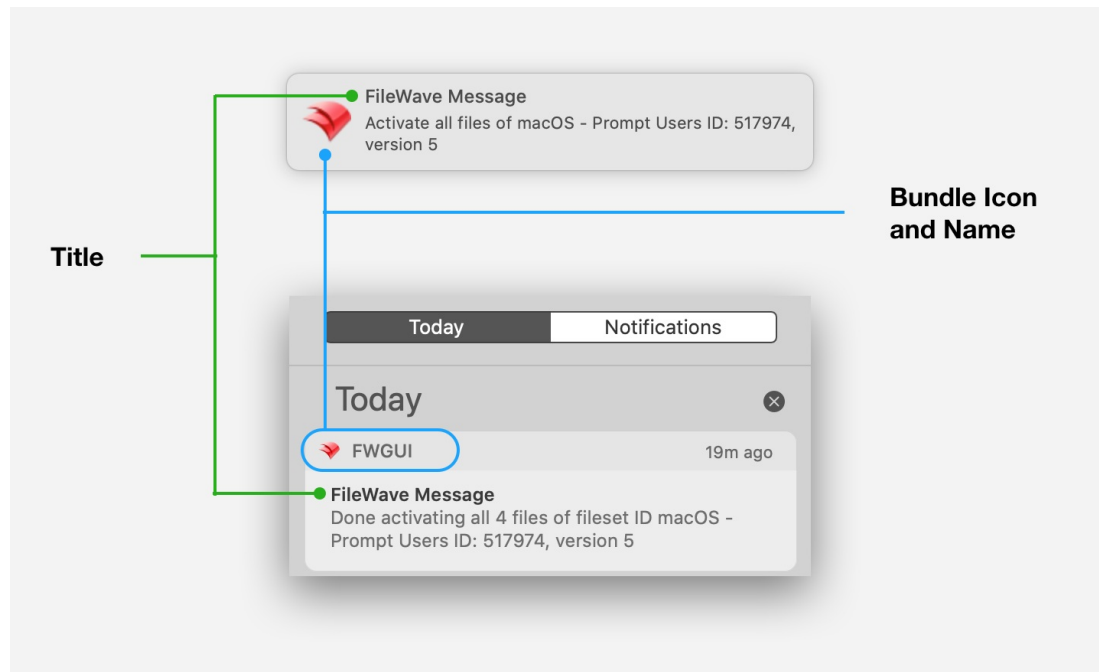 FileWave Message
Activate all files of macOS - Prompt Users ID: 517974,
version 5
Bundle Icon
and Name
Title
Today
Notifications
Today
FWGUI
19m ago
FileWave Message
Done activating all 4 files of fileset ID macOS -
Prompt Users ID: 517974, version 5